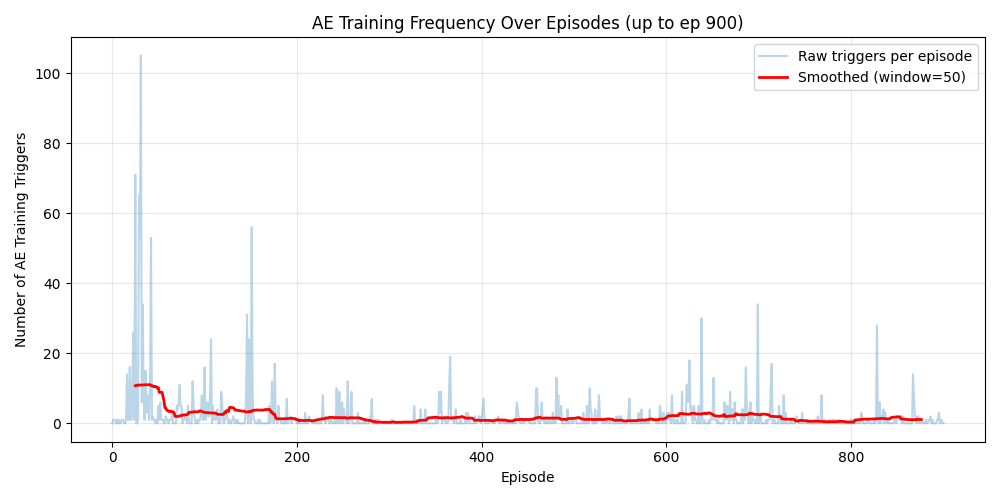 AE Training Frequency Over Episodes (up to ep 900)
Raw triggers per episode
Smoothed (window=50)
Number of AE Training Triggers
100
80
60
40
20
0
0 200 400 600 800
Episode